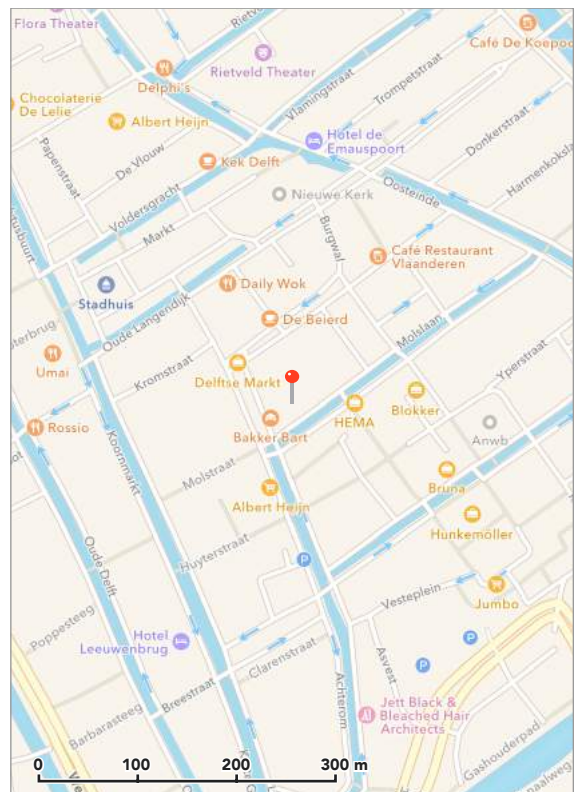 Flora Theater
Rietv
Café De Koepoo
Rietveld Theater
Delphi's
Chocolaterie
De Lelie
Albert Heijn
Vlamingstraat
Trompetstraat
Donkerstraat
Papenstraat
De Vlouw
Kek Delft
Hotel de
Emauspoort
Harmenkoksla
Voldersgracht
Nieuwe Kerk
Oosteinde
Markt
Burgwal
Café Restaurant
Vlaanderen
Stadhuis
Daily Wok
Oude Langendijk
De Beierd
Molslaan
terbrug
Umai
Kromstraat
Delftse Markt
Yperstraat
Blokker
HEMA
Rossio
Bakker Bart
Anwb
Koornmarkt
Molstraat
Bruna
Albert Heijn
Hunkemöller
Huyterstraat
P
Oude Delft
Vesteplein
Jumbo
Poppesteeg
Hotel
Leeuwenbrug
Clarenstraat
Asvest
P
P
Breestraat
Achterom
Jett Black &
Bleached Hair
Architects
Barbarasteeg
Gashouderpad
0 100 200 300 m